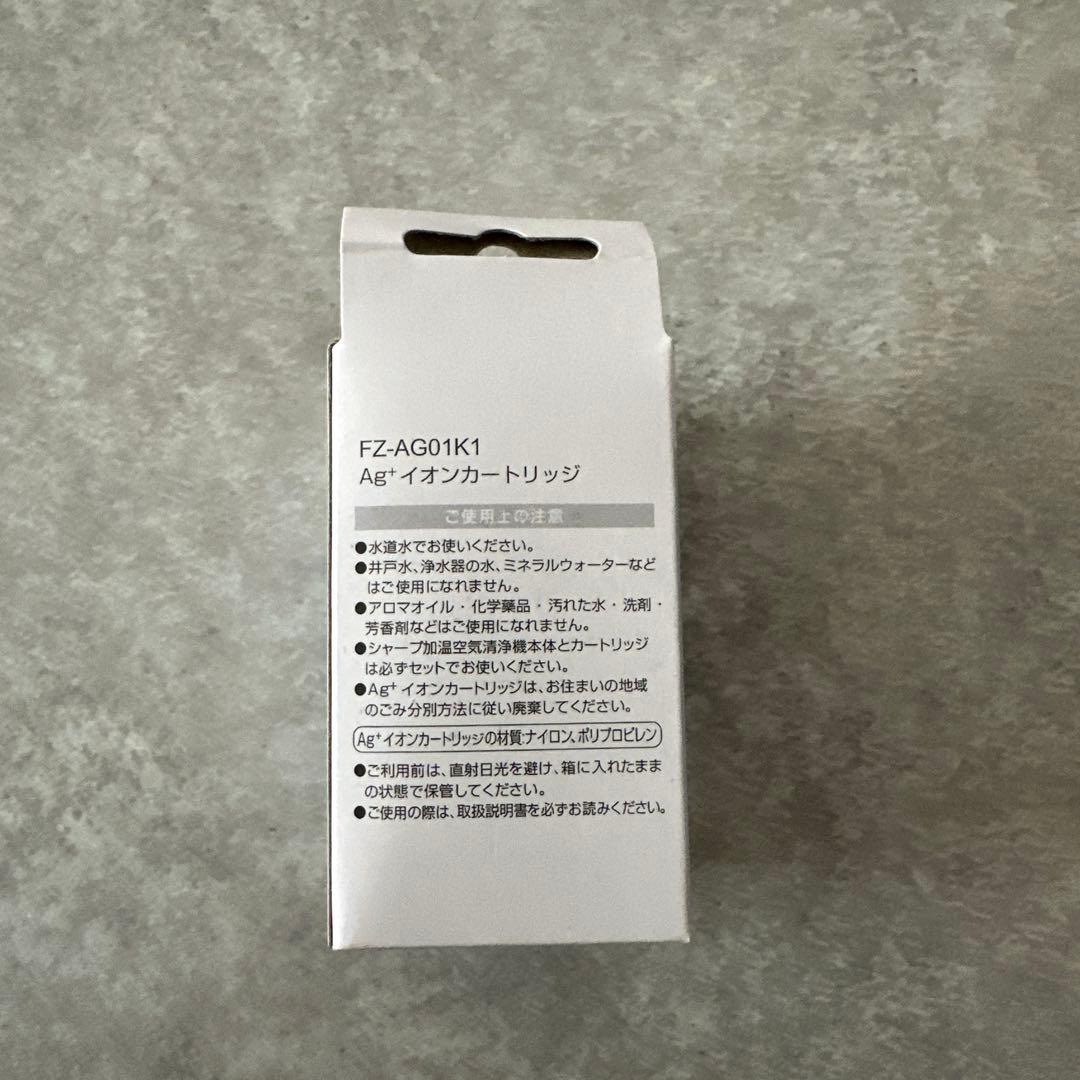 FZ-AG01K1
Ag⁺イオンカートリッジ
ご使用上の注意
●水道水でお使いください。
●井戸水、浄水器の水、ミネラルウォーターなど
はご使用になれません。
●アロマオイル・化学薬品・汚れた水・洗剤・
芳香剤などはご使用になれません。
●シャープ加温空気清浄機本体とカートリッジ
は必ずセットでお使いください。
●Ag⁺イオンカートリッジは、お住まいの地域
のごみ分別方法に従い廃棄してください。
Ag⁺イオンカートリッジの材質:ナイロン、ポリプロピレン
●ご利用前は、直射日光を避け、箱に入れたまま
の状態で保管してください。
●ご使用の際は、取扱説明書を必ずお読みください。